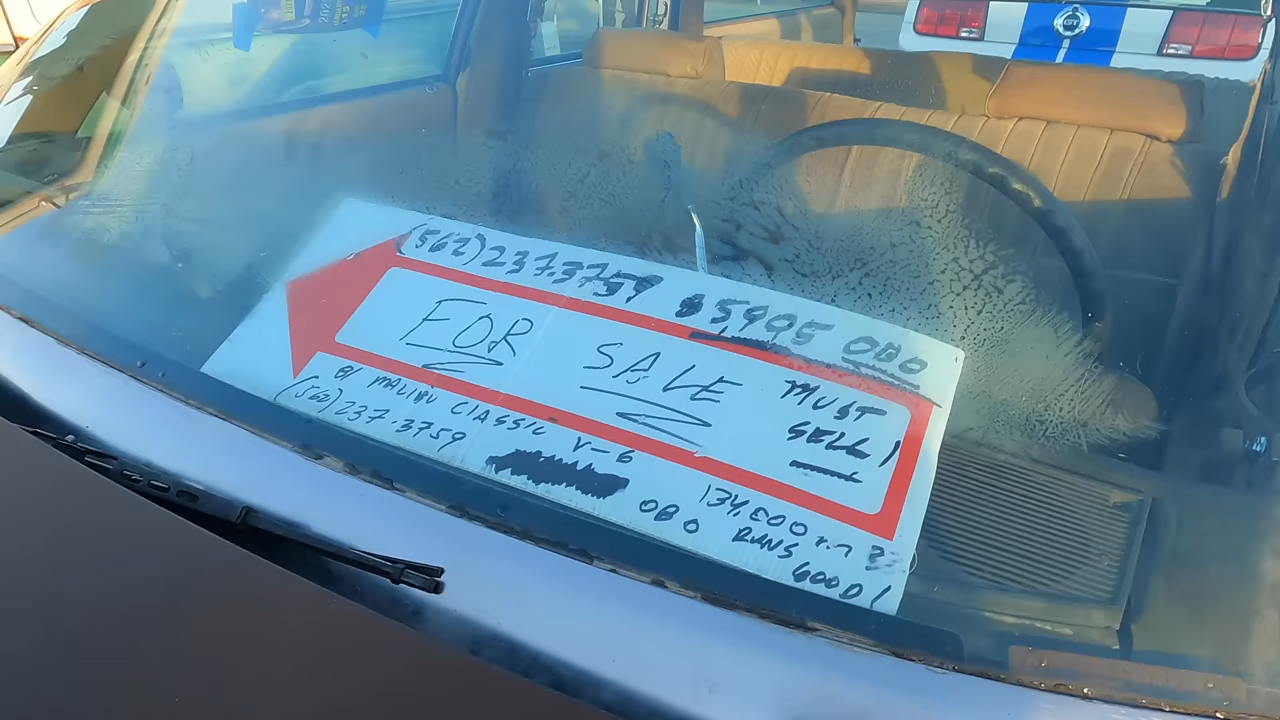 (562)237.3759 $5995 OBO
FOR SALE
MUST
SELL!
81 MALIBU CLASSIC V-6
(562)237.3759
OBO
134,000
RUNS
GOOD!
GT